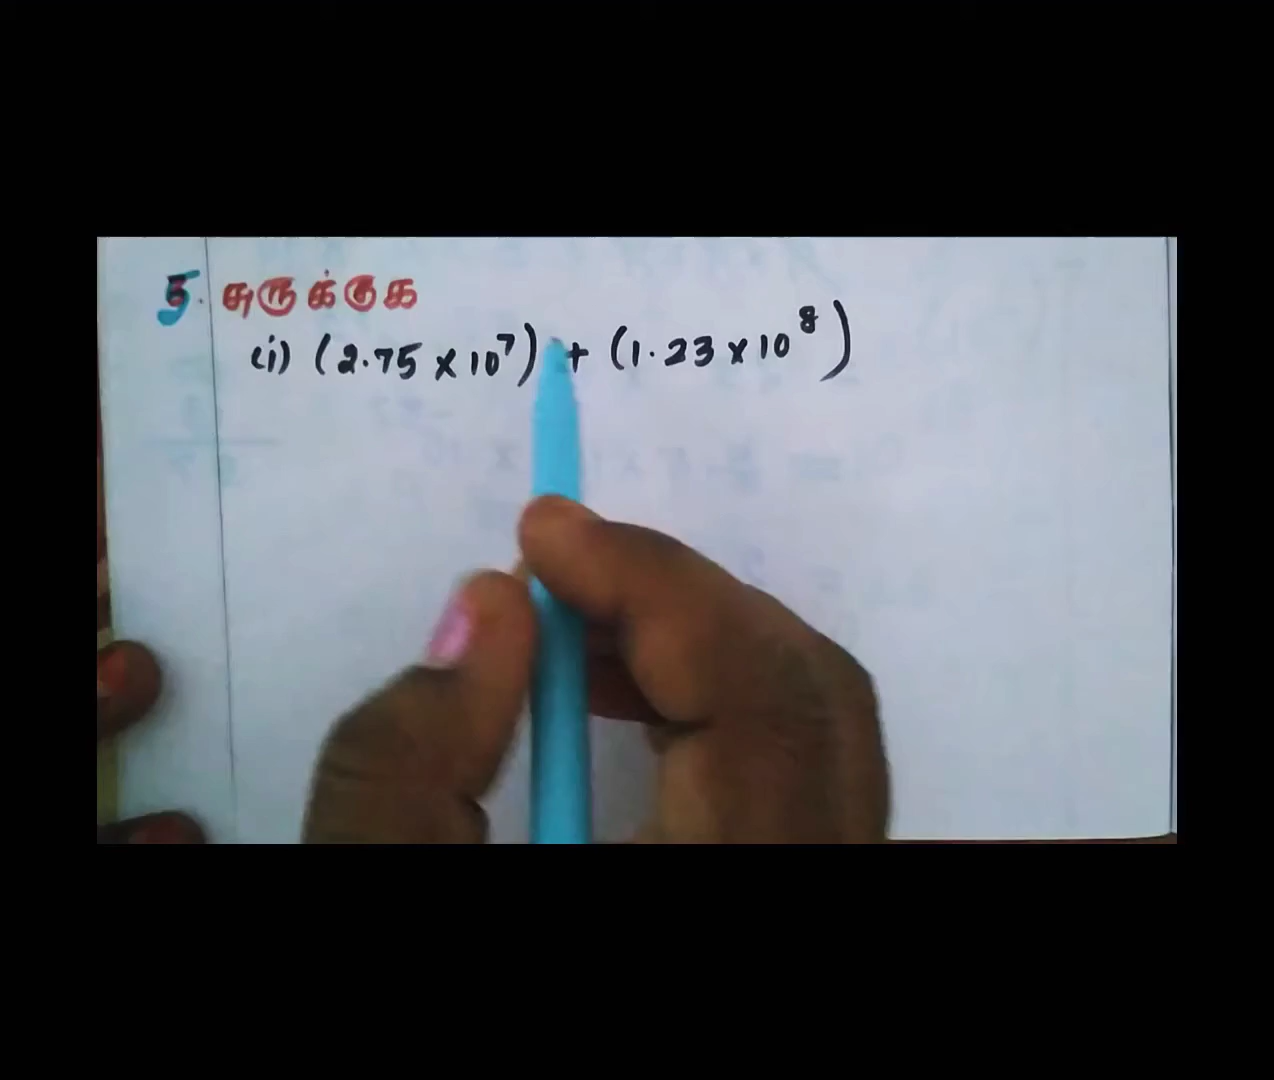 5. சுருக்குக
(i) (2.75 × 10⁷) + (1.23 × 10⁸)